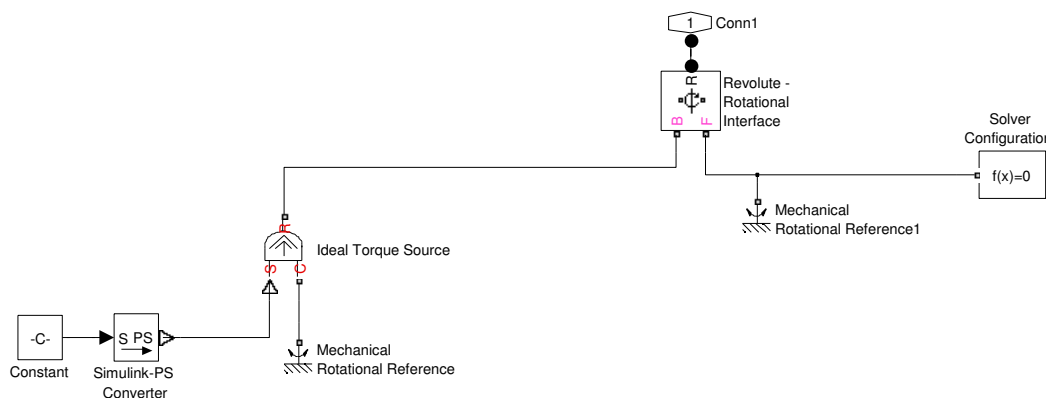 1
Conn1
R
B
F
Revolute -
Rotational
Interface
Solver
Configuration
f(x)=0
Mechanical
Rotational Reference1
R
S
C
Ideal Torque Source
-C-
Constant
S PS
Simulink-PS
Converter
Mechanical
Rotational Reference